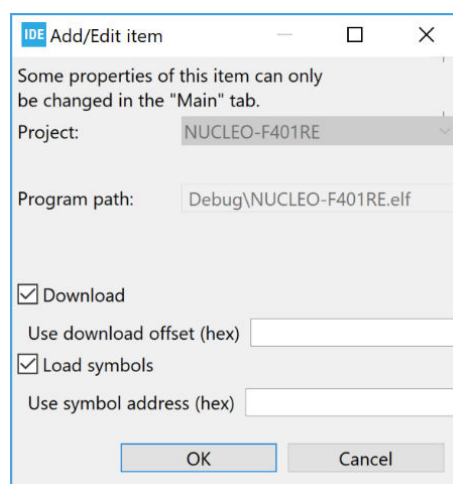 IDE Add/Edit item
Some properties of this item can only
be changed in the "Main" tab.
Project: NUCLEO-F401RE
Program path: Debug\NUCLEO-F401RE.elf
Download
Use download offset (hex)
Load symbols
Use symbol address (hex)
OK Cancel